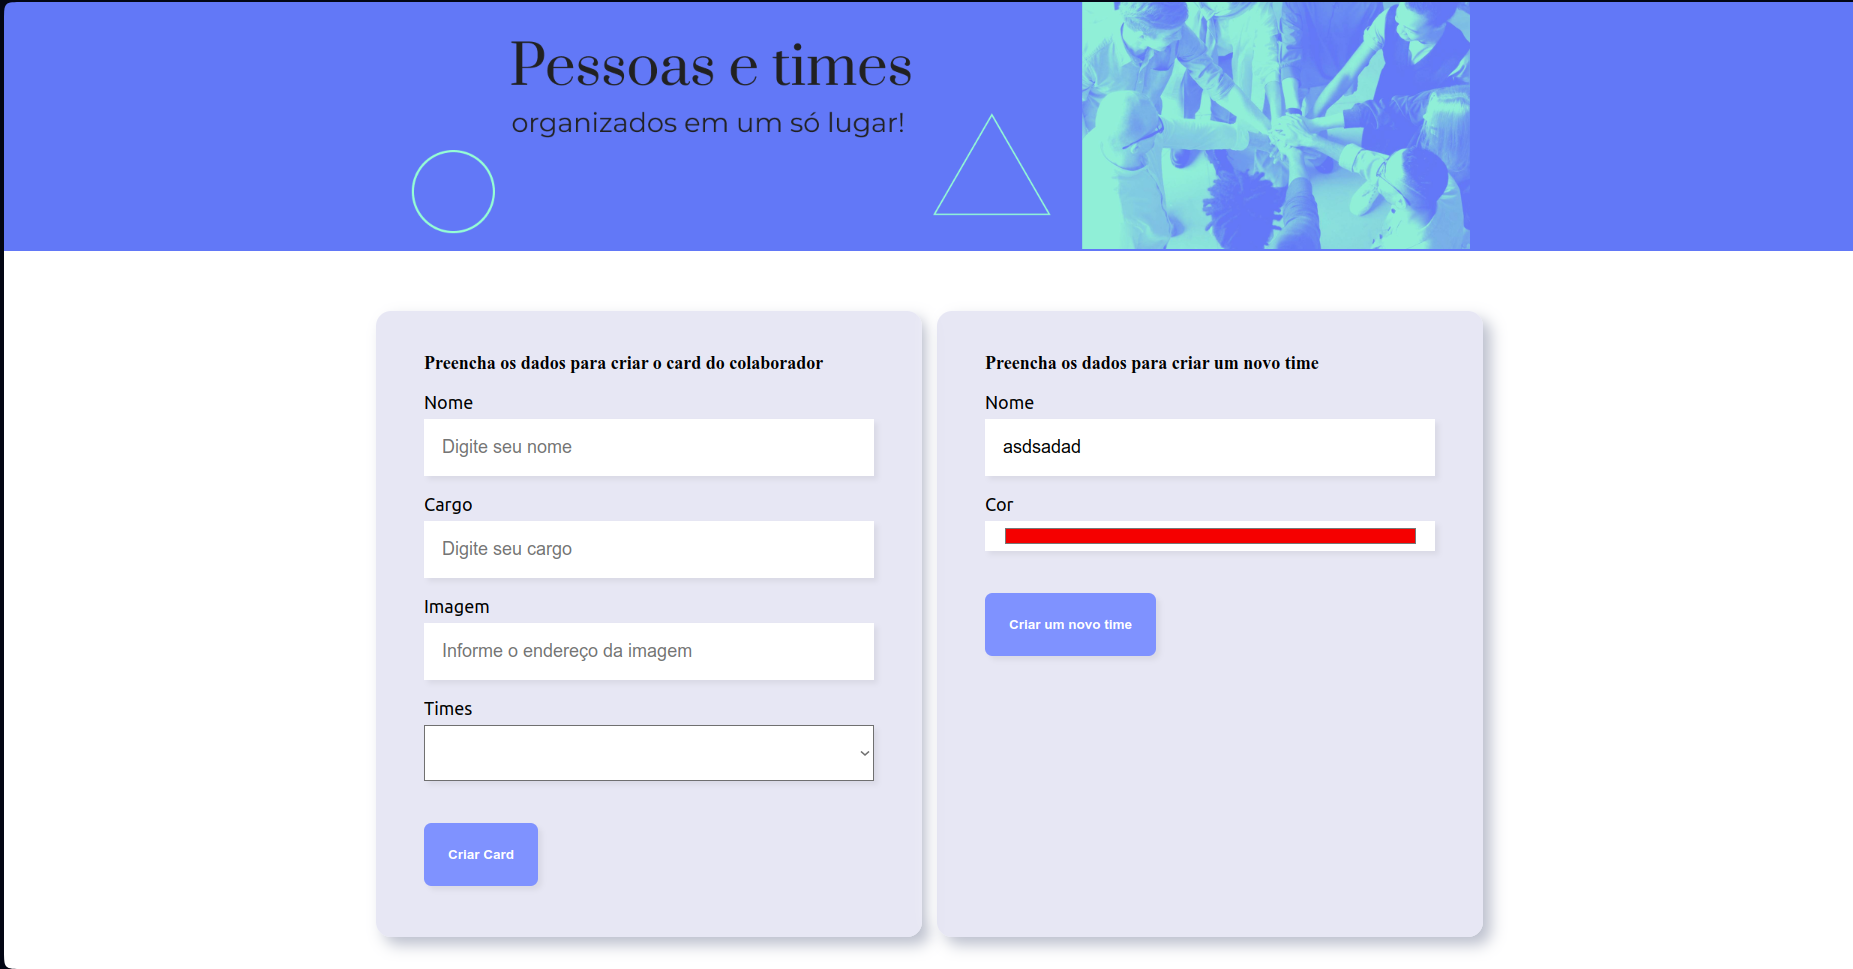 Pessoas e times
organizados em um só lugar!
Preencha os dados para criar o card do colaborador
Nome
Digite seu nome
Cargo
Digite seu cargo
Imagem
Informe o endereço da imagem
Times
Criar Card
Preencha os dados para criar um novo time
Nome
asdsadad
Cor
Criar um novo time